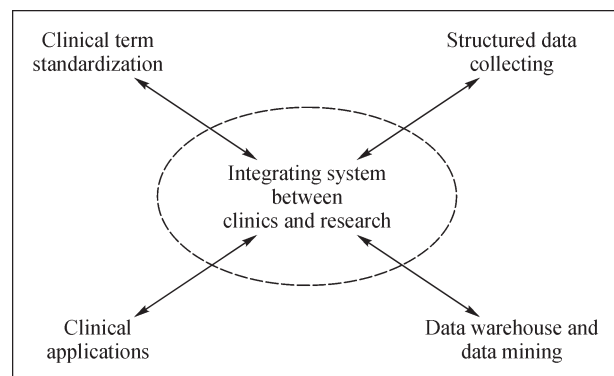 Clinical term
standardization
Structured data
collecting
Integrating system
between
clinics and research
Clinical
applications
Data warehouse and
data mining